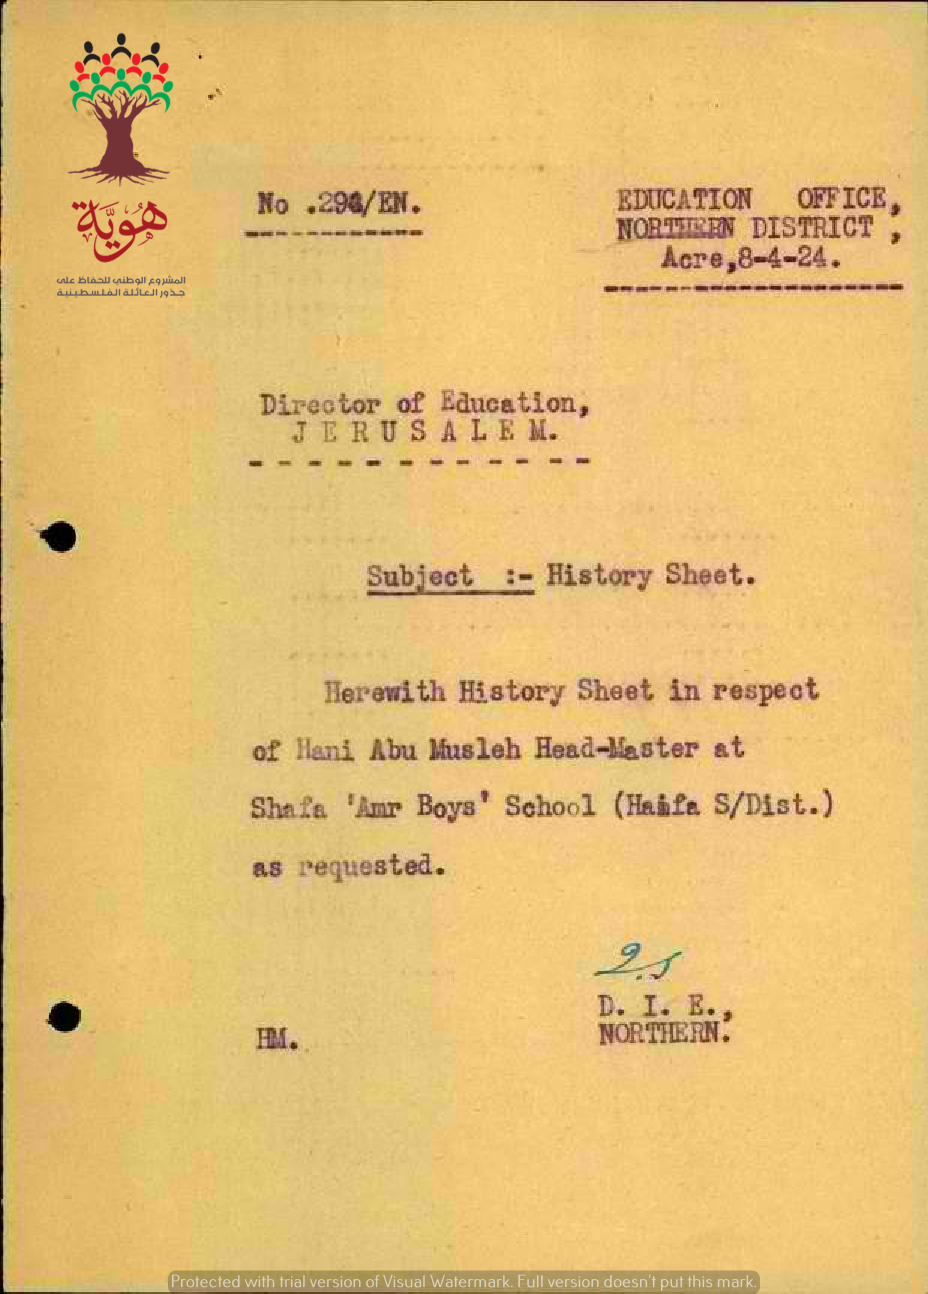 هُويَّة
المشروع الوطني للحفاظ على
جذور العائلة الفلسطينية
No ./EN.
EDUCATION OFFICE,
NORTHERN DISTRICT ,
Acre,8-4-24.
Director of Education,
JERUSALEM.
Subject :- History Sheet.
Herewith History Sheet in respect
of Hani Abu Musleh Head-Master at
Shafa 'Amr Boys' School (Haifa S/Dist.)
as requested.
D. I. E.,
NORTHERN.
HM.
Protected with trial version of Visual Watermark. Full version doesn't put this mark.